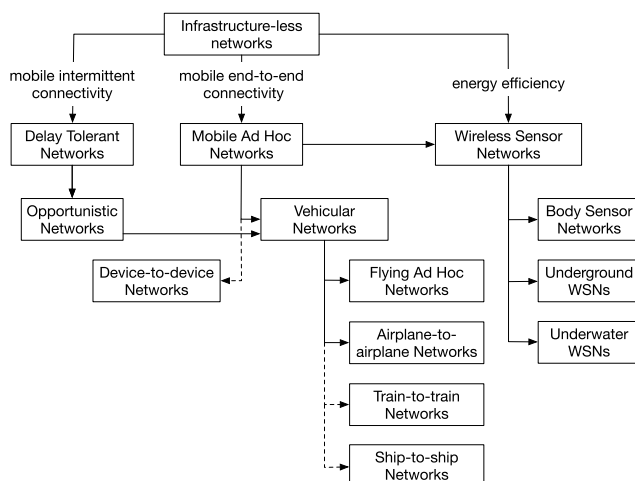 Infrastructure-less
networks
mobile intermittent
connectivity
mobile end-to-end
connectivity
energy efficiency
Delay Tolerant
Networks
Mobile Ad Hoc
Networks
Wireless Sensor
Networks
Opportunistic
Networks
Vehicular
Networks
Body Sensor
Networks
Device-to-device
Networks
Flying Ad Hoc
Networks
Underground
WSNs
Airplane-to-
airplane Networks
Underwater
WSNs
Train-to-train
Networks
Ship-to-ship
Networks